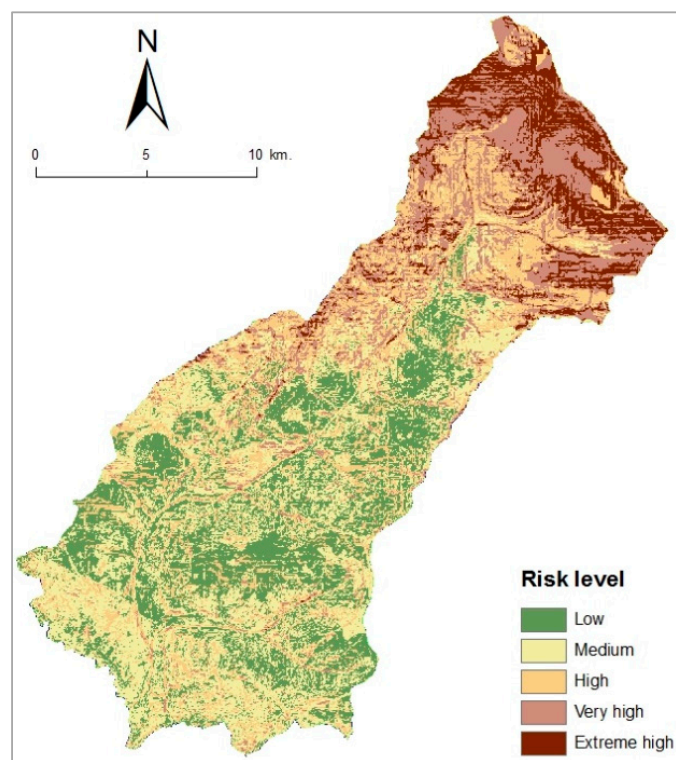 N
0 5 10 km.
Risk level
Low
Medium
High
Very high
Extreme high